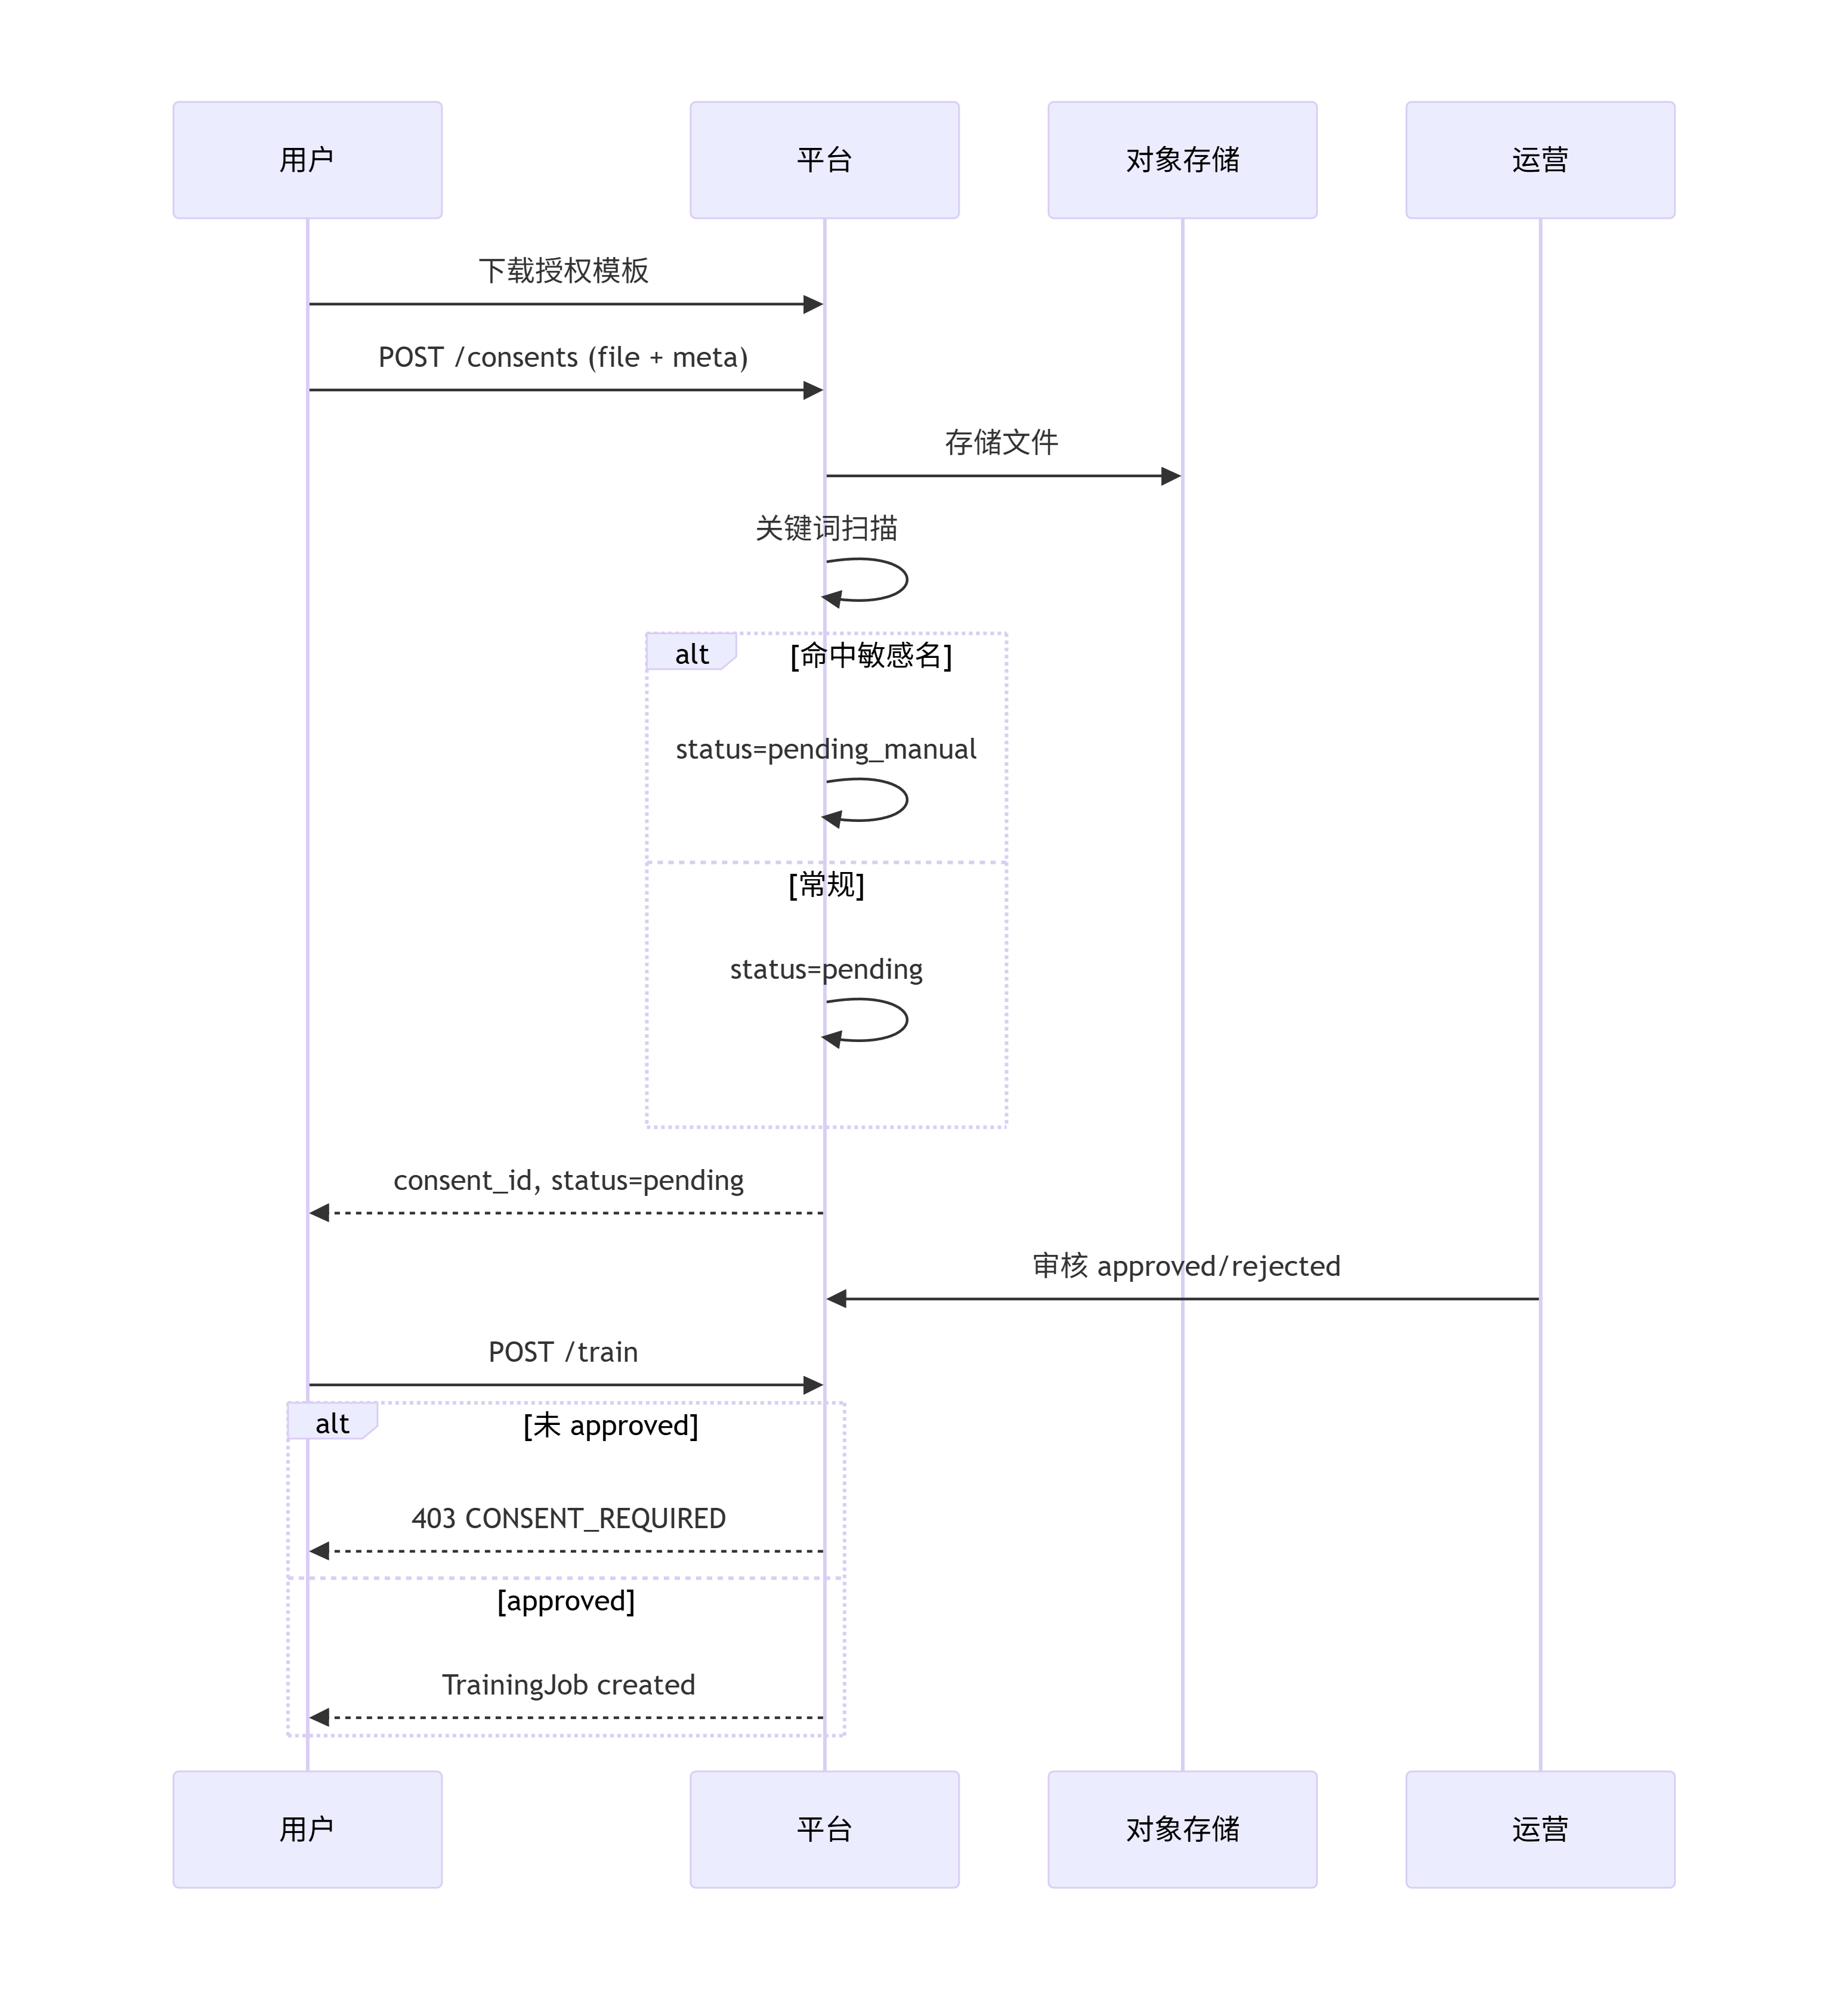 用户
平台
对象存储
运营
下载授权模板
POST /consents (file + meta)
存储文件
关键词扫描
alt
[命中敏感名]
status=pending_manual
[常规]
status=pending
consent_id, status=pending
审核 approved/rejected
POST /train
alt
[未 approved]
403 CONSENT_REQUIRED
[approved]
TrainingJob created
用户
平台
对象存储
运营